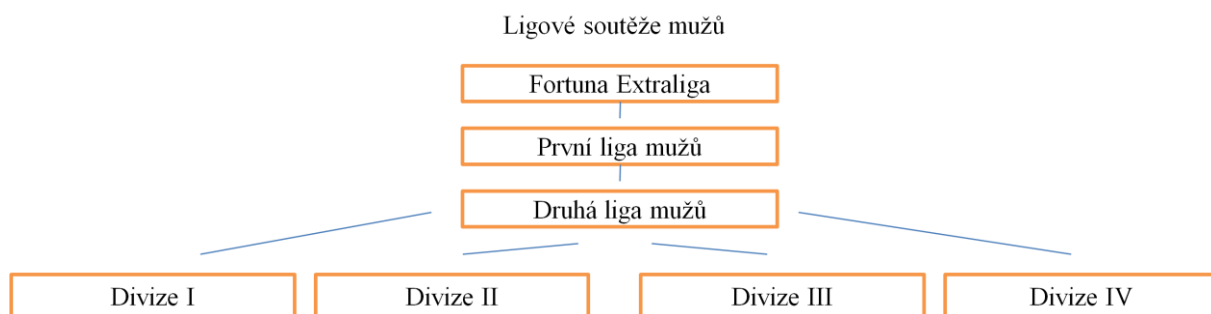 Ligové soutěže mužů
Fortuna Extraliga
První liga mužů
Druhá liga mužů
Divize I
Divize II
Divize III
Divize IV